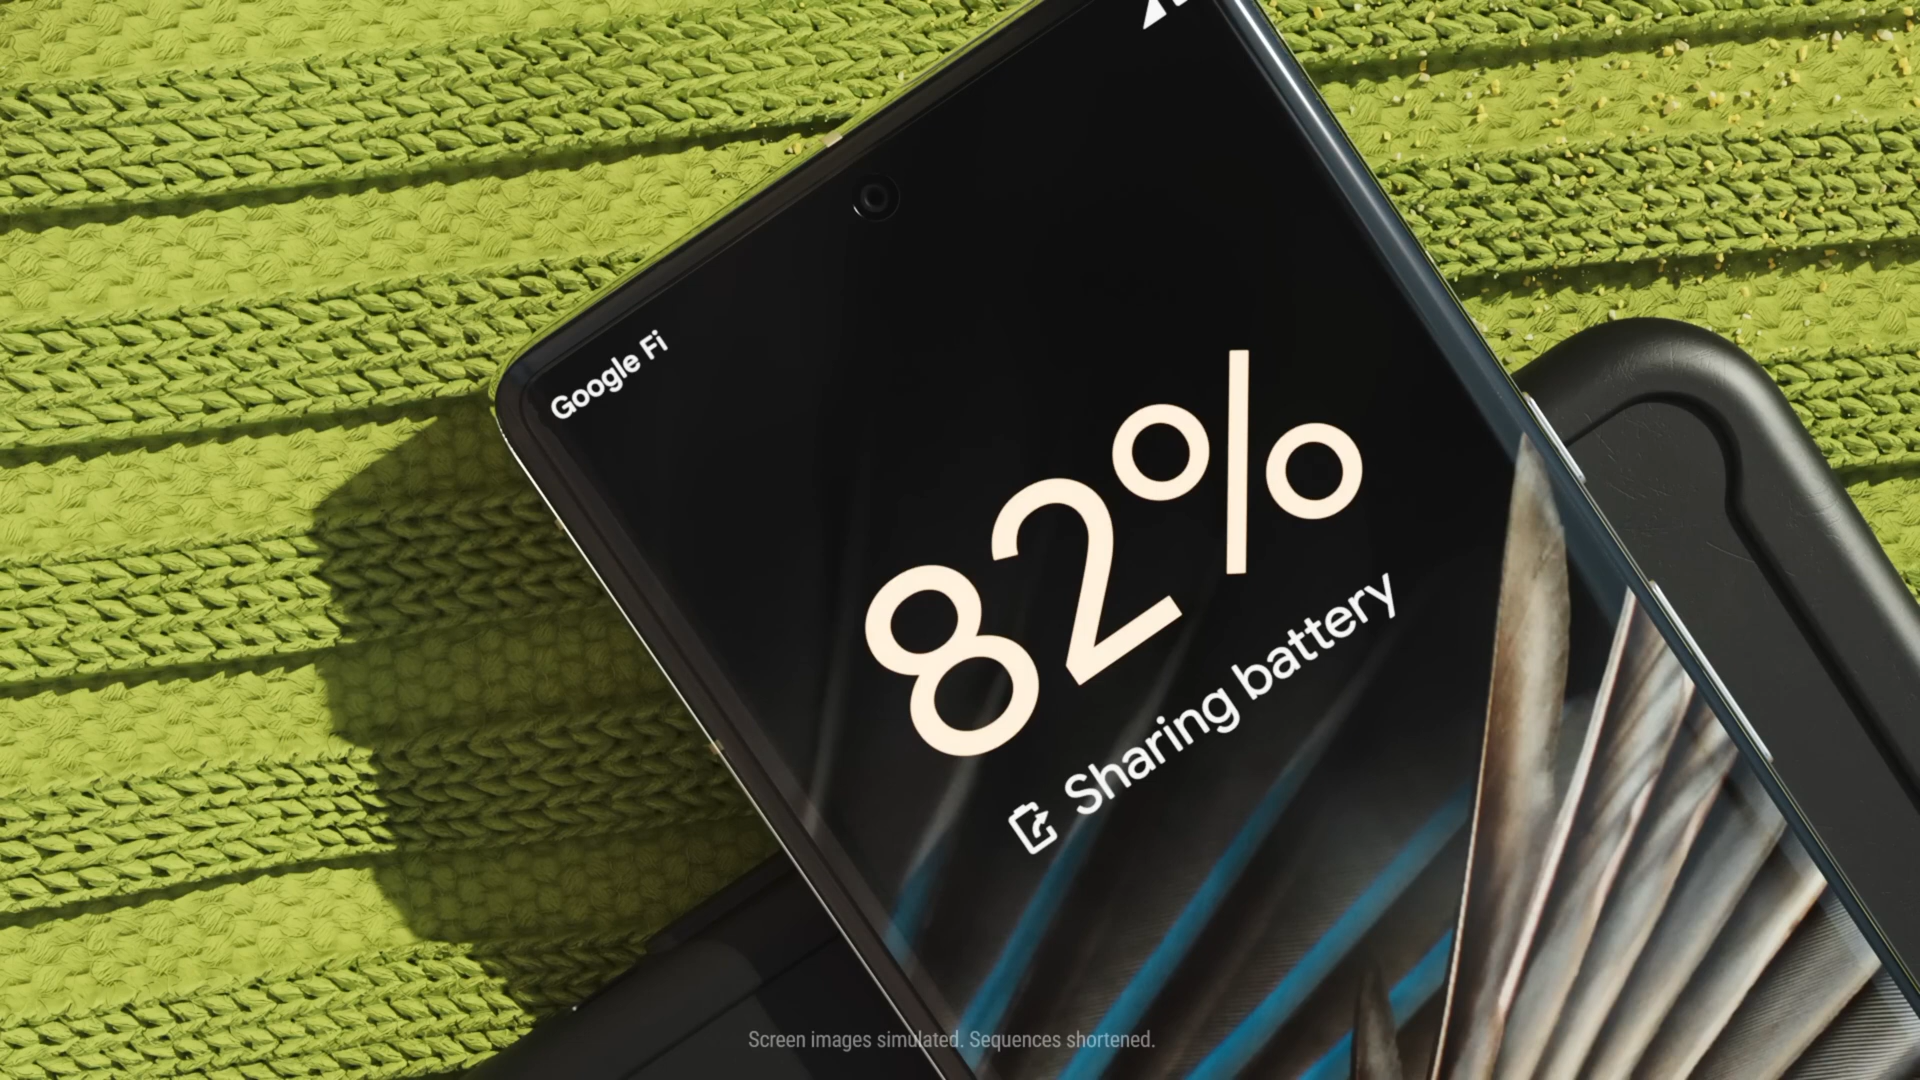 Google Fi
82%
Sharing battery
Screen images simulated. Sequences shortened.